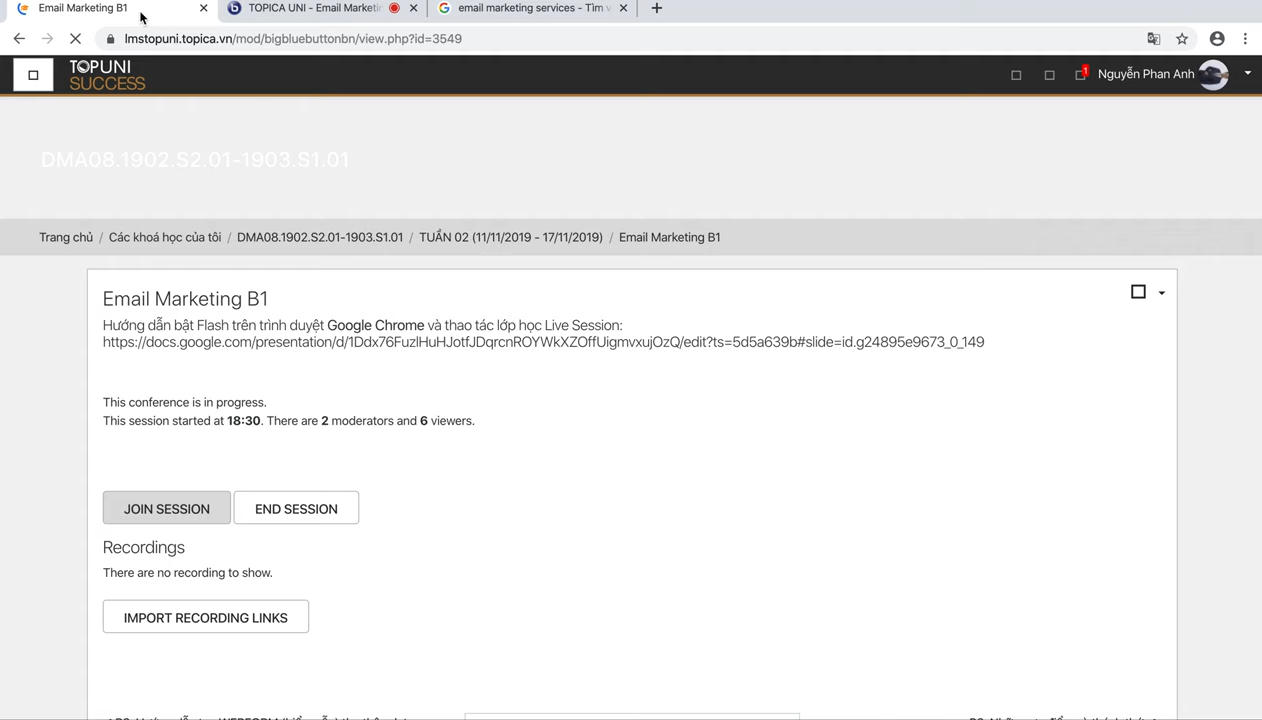 Email Marketing B1
TOPICA UNI - Email Marketin
email marketing services - Tìm v
lmstopuni.topica.vn/mod/bigbluebuttonbn/view.php?id=3549
TOPUNI
SUCCESS
1
Nguyễn Phan Anh
DMA08.1902.S2.01-1903.S1.01
Trang chủ / Các khoá học của tôi / DMA08.1902.S2.01-1903.S1.01 / TUẦN 02 (11/11/2019 - 17/11/2019) / Email Marketing B1
Email Marketing B1
Hướng dẫn bật Flash trên trình duyệt Google Chrome và thao tác lớp học Live Session:
https://docs.google.com/presentation/d/1Ddx76FuzlHuHJotfJDqrcnROYWkXZOffUigmvxujOzQ/edit?ts=5d5a639b#slide=id.g24895e9673_0_149
This conference is in progress.
This session started at 18:30. There are 2 moderators and 6 viewers.
JOIN SESSION
END SESSION
Recordings
There are no recording to show.
IMPORT RECORDING LINKS